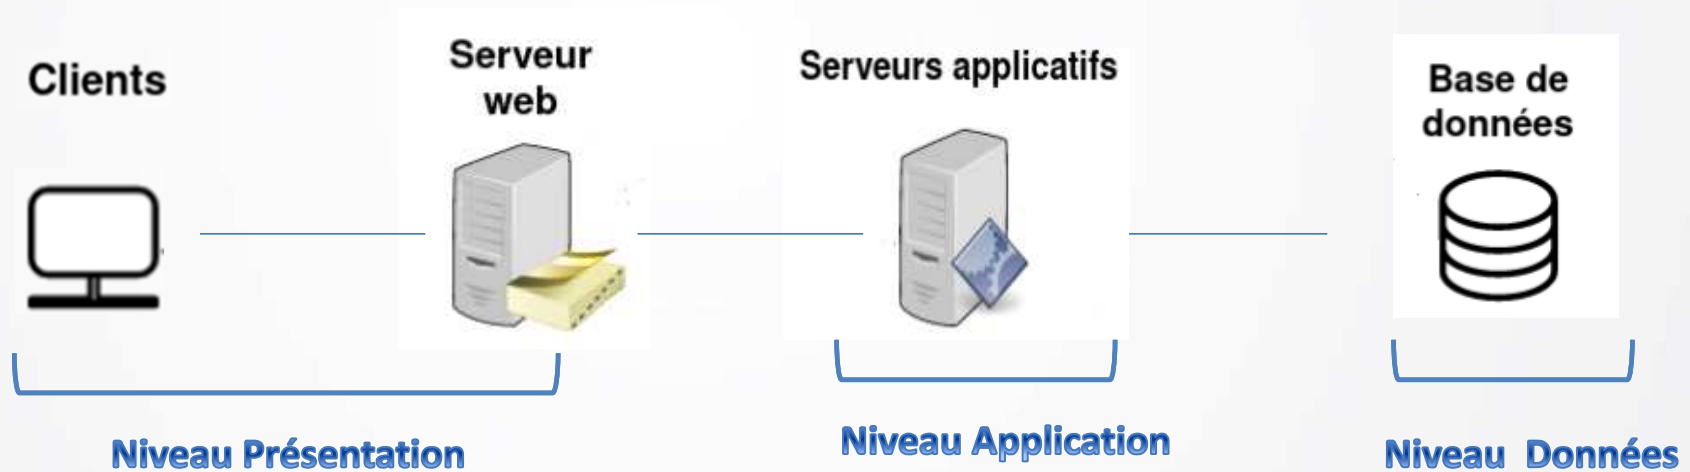 Clients
Serveur
web
Serveurs applicatifs
Base de
données
Niveau Présentation
Niveau Application
Niveau Données